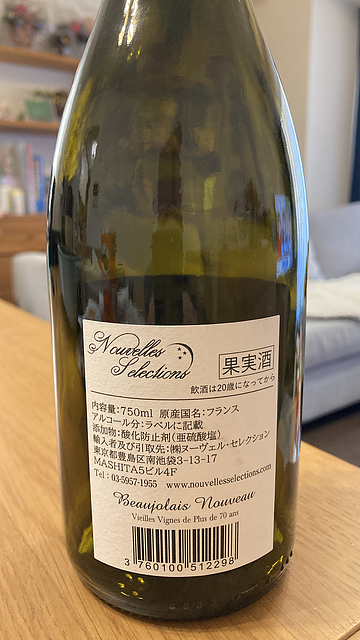 Nouvelles
Selections
果実酒
飲酒は20歳になってから
内容量:750ml 原産国名:フランス
アルコール分:ラベルに記載
添加物:酸化防止剤(亜硫酸塩)
輸入者及び引取先:㈱ヌーヴェル・セレクション
東京都豊島区南池袋3-13-17
MASHITA5ビル4F
Tel : 03-5957-1955 www.nouvellesselections.com
Beaujolais Nouveau
Vieilles Vignes de Plus de 70 ans
3 760100 512298